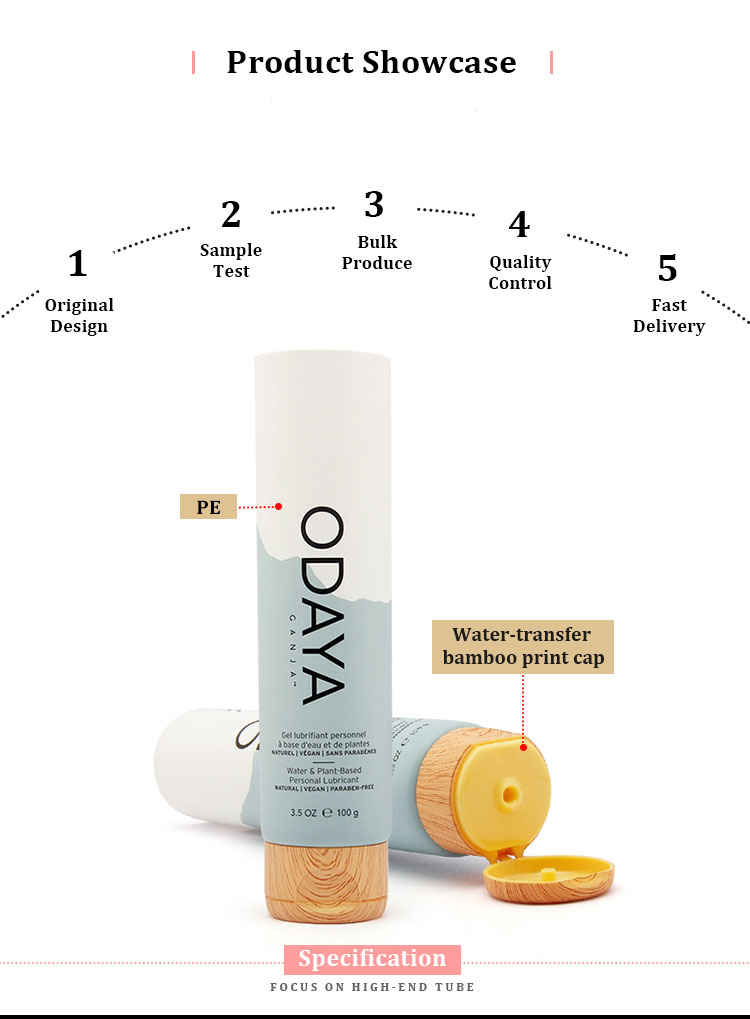 Product Showcase
1
Original
Design
2
Sample
Test
3
Bulk
Produce
4
Quality
Control
5
Fast
Delivery
PE
ODAYA
GANJA™
Gel lubrifiant personnel
à base d'eau et de plantes
NATUREL | VÉGAN | SANS PARABÈNES
Water & Plant-Based
Personal Lubricant
NATURAL | VEGAN | PARABEN-FREE
3.5 OZ ℮ 100 g
Water-transfer
bamboo print cap
Specification
FOCUS ON HIGH-END TUBE